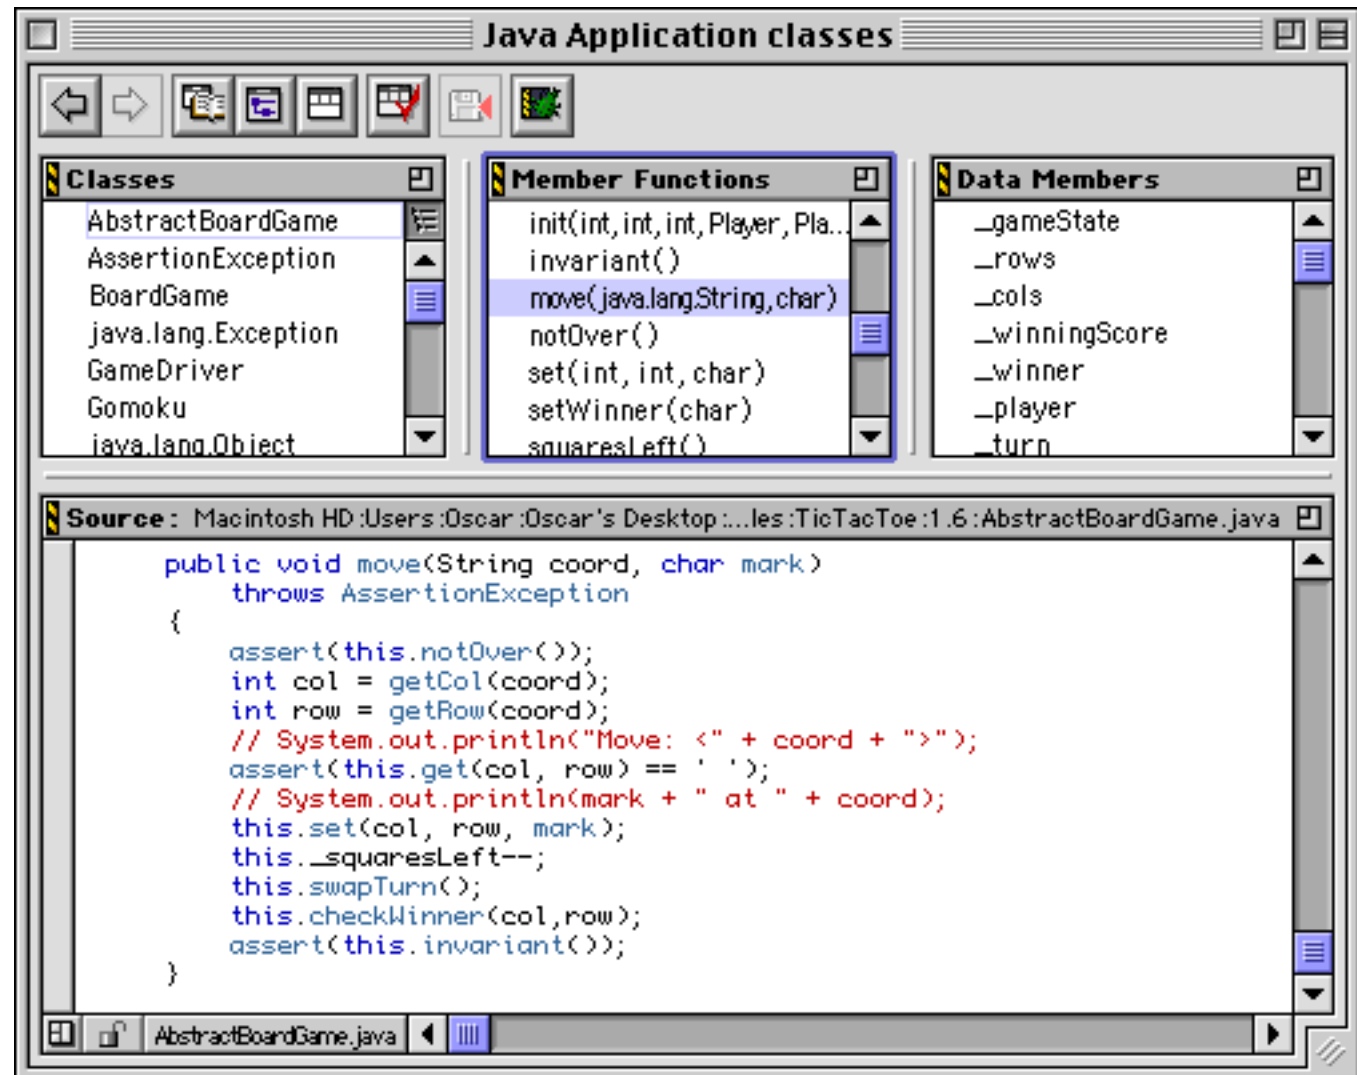 Java Application classes
Classes
AbstractBoardGame
AssertionException
BoardGame
java.lang.Exception
GameDriver
Gomoku
java.lang.Object
Member Functions
init(int, int, int, Player, Pla...
invariant()
move(java.lang.String, char)
notOver()
set(int, int, char)
setWinner(char)
squaresLeft()
Data Members
_gameState
_rows
_cols
_winningScore
_winner
_player
_turn
Source: Macintosh HD:Users:Oscar:Oscar's Desktop:...les:TicTacToe:1.6:AbstractBoardGame.java
public void move(String coord, char mark)
throws AssertionException
{
assert(this.notOver());
int col = getCol(coord);
int row = getRow(coord);
// System.out.println("Move: <" + coord + ">");
assert(this.get(col, row) == ' ');
// System.out.println(mark + " at " + coord);
this.set(col, row, mark);
this._squaresLeft--;
this.swapTurn();
this.checkWinner(col,row);
assert(this.invariant());
}
AbstractBoardGame.java